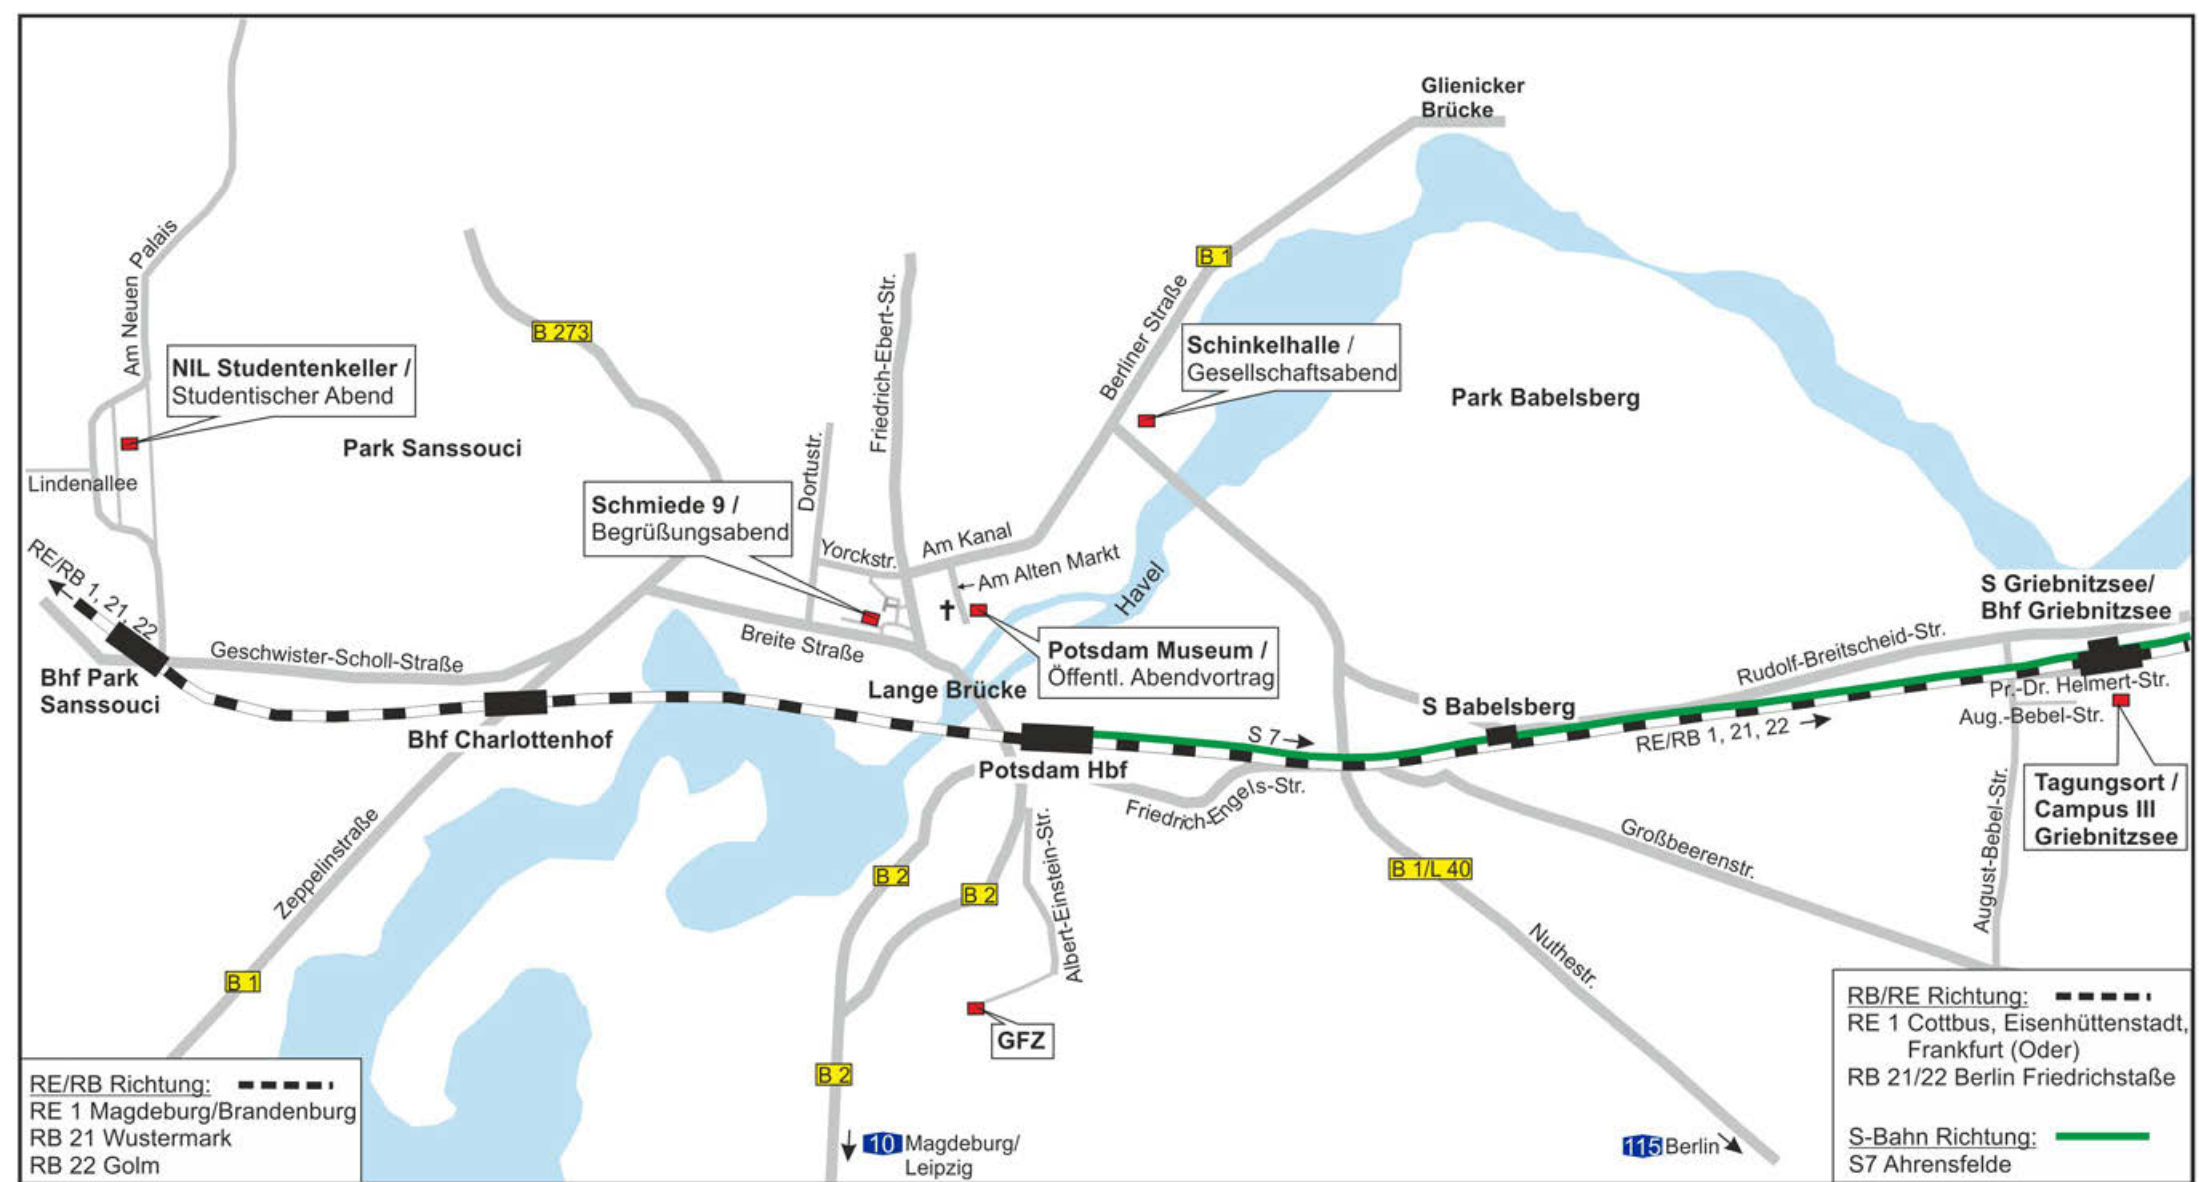 Glienicker
Brücke
B 1
Am Neuen Palais
B 273
Friedrich-Ebert-Str.
Berliner Straße
NIL Studentenkeller /
Studentischer Abend
Schinkelhalle /
Gesellschaftsabend
Park Babelsberg
Park Sanssouci
Lindenallee
Dortustr.
Schmiede 9 /
Begrüßungsabend
Yorckstr.
Am Kanal
Am Alten Markt
Havel
RE/RB 1, 21, 22
S Griebnitzsee/
Bhf Griebnitzsee
Geschwister-Scholl-Straße
Breite Straße
Potsdam Museum /
Öffentl. Abendvortrag
Rudolf-Breitscheid-Str.
Bhf Park
Sanssouci
Lange Brücke
Pr.-Dr. Helmert-Str.
Aug.-Bebel-Str.
S Babelsberg
Bhf Charlottenhof
S 7
RE/RB 1, 21, 22
Potsdam Hbf
Friedrich-Engels-Str.
Tagungsort /
Campus III
Griebnitzsee
Zeppelinstraße
Albert-Einstein-Str.
Großbeerenstr.
August-Bebel-Str.
B 2
B 2
B 1/L 40
Nuthestr.
B 1
GFZ
B 2
10 Magdeburg/
Leipzig
115 Berlin
RE/RB Richtung:
RE 1 Magdeburg/Brandenburg
RB 21 Wustermark
RB 22 Golm
RB/RE Richtung:
RE 1 Cottbus, Eisenhüttenstadt,
Frankfurt (Oder)
RB 21/22 Berlin Friedrichstaße
S-Bahn Richtung:
S7 Ahrensfelde